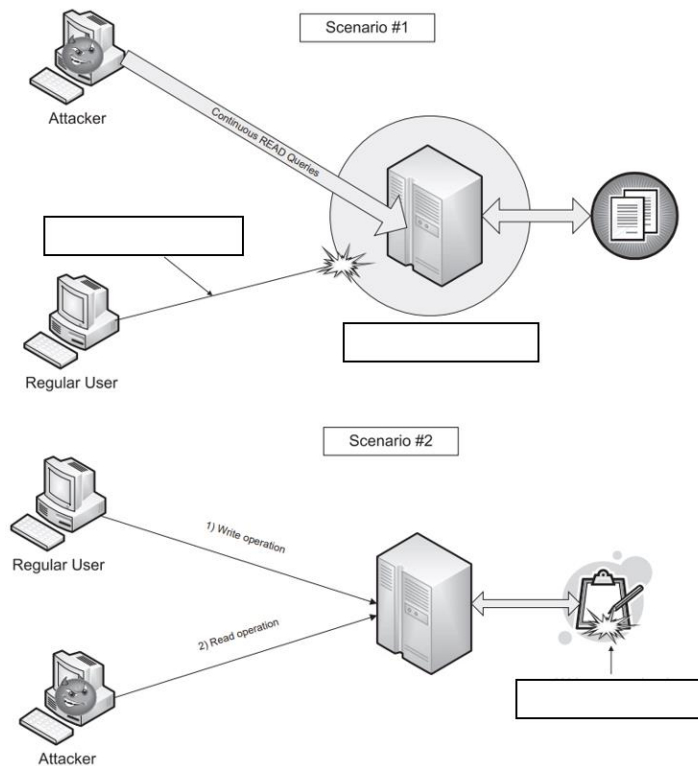 Scenario #1
Attacker
Continuous READ Queries
Regular User
Scenario #2
Regular User
1) Write operation
2) Read operation
Attacker